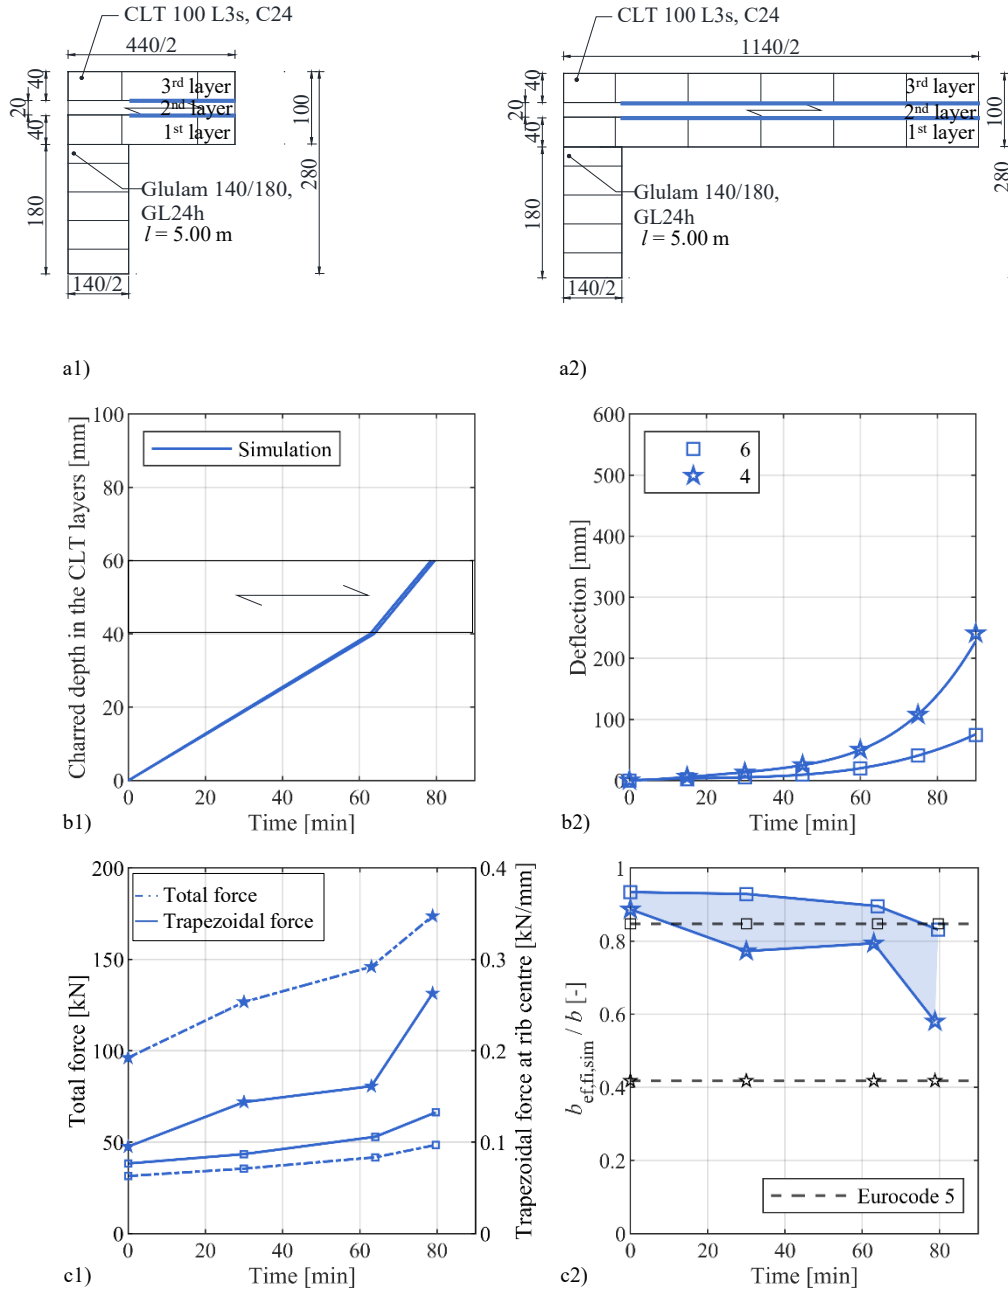 CLT 100 L3s, C24
440/2
40
20
40
3rd layer
2nd layer
1st layer
100
280
180
Glulam 140/180,
GL24h
l = 5.00 m
140/2
a1)
CLT 100 L3s, C24
1140/2
40
20
40
3rd layer
2nd layer
1st layer
100
280
180
Glulam 140/180,
GL24h
l = 5.00 m
140/2
a2)
Charred depth in the CLT layers [mm]
100
80
60
40
20
0
Simulation
0 20 40 60 80
Time [min]
b1)
Deflection [mm]
600
500
400
300
200
100
0
6
4
0 20 40 60 80
Time [min]
b2)
Total force [kN]
200
150
100
50
0
Total force
Trapezoidal force
0.4
0.3
0.2
0.1
0
Trapezoidal force at rib centre [kN/mm]
0 20 40 60 80
Time [min]
c1)
bef,fi,sim / b [-]
1
0.8
0.6
0.4
0.2
0
Eurocode 5
0 20 40 60 80
Time [min]
c2)